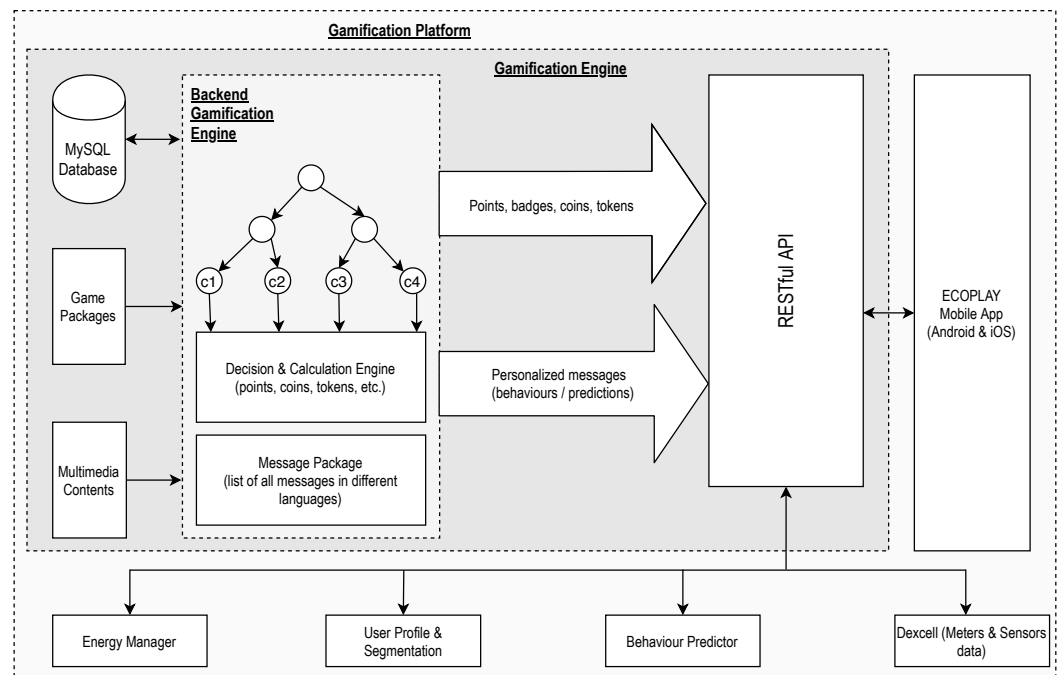 Gamification Platform
Gamification Engine
MySQL
Database
Backend
Gamification
Engine
Points, badges, coins, tokens
c1
c2
c3
c4
Game
Packages
RESTful API
ECOPLAY
Mobile App
(Android & iOS)
Decision & Calculation Engine
(points, coins, tokens, etc.)
Personalized messages
(behaviours / predictions)
Multimedia
Contents
Message Package
(list of all messages in different
languages)
Energy Manager
User Profile &
Segmentation
Behaviour Predictor
Dexcell (Meters & Sensors
data)